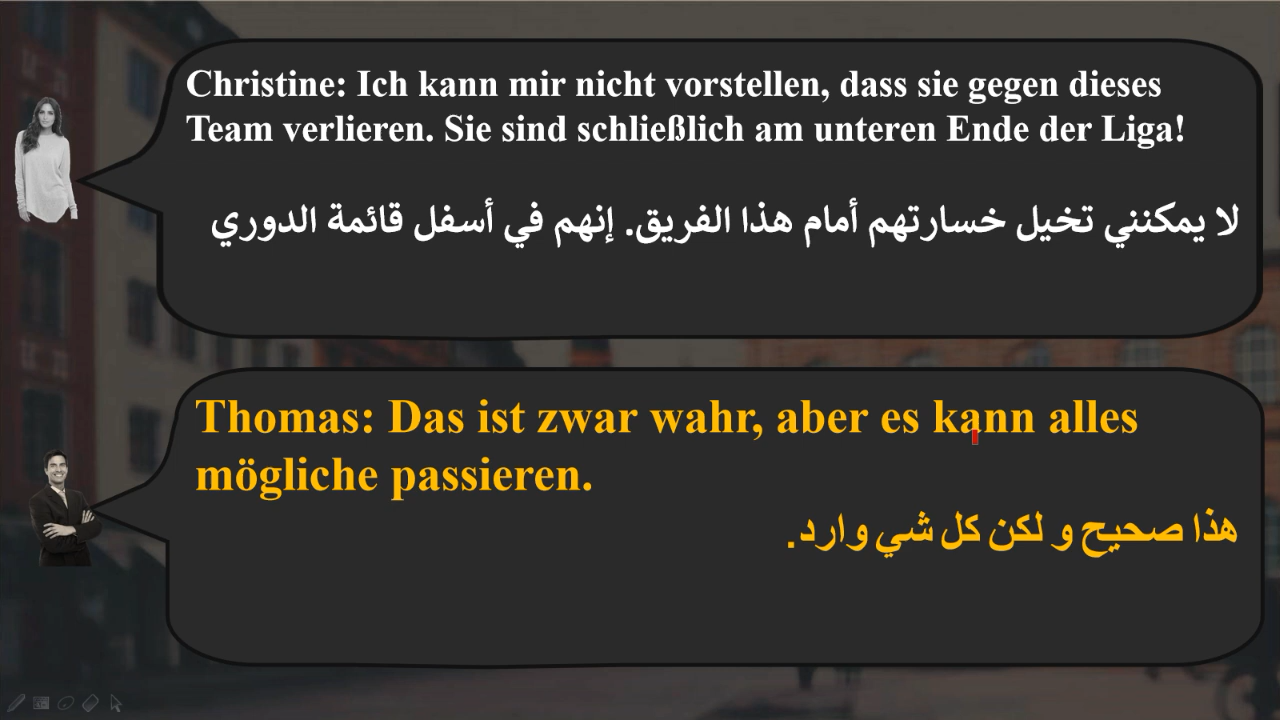 Christine: Ich kann mir nicht vorstellen, dass sie gegen dieses
Team verlieren. Sie sind schließlich am unteren Ende der Liga!
لا يمكنني تخيل خسارتهم أمام هذا الفريق. إنهم في أسفل قائمة الدوري
Thomas: Das ist zwar wahr, aber es kann alles
mögliche passieren.
هذا صحيح و لكن كل شي وارد.